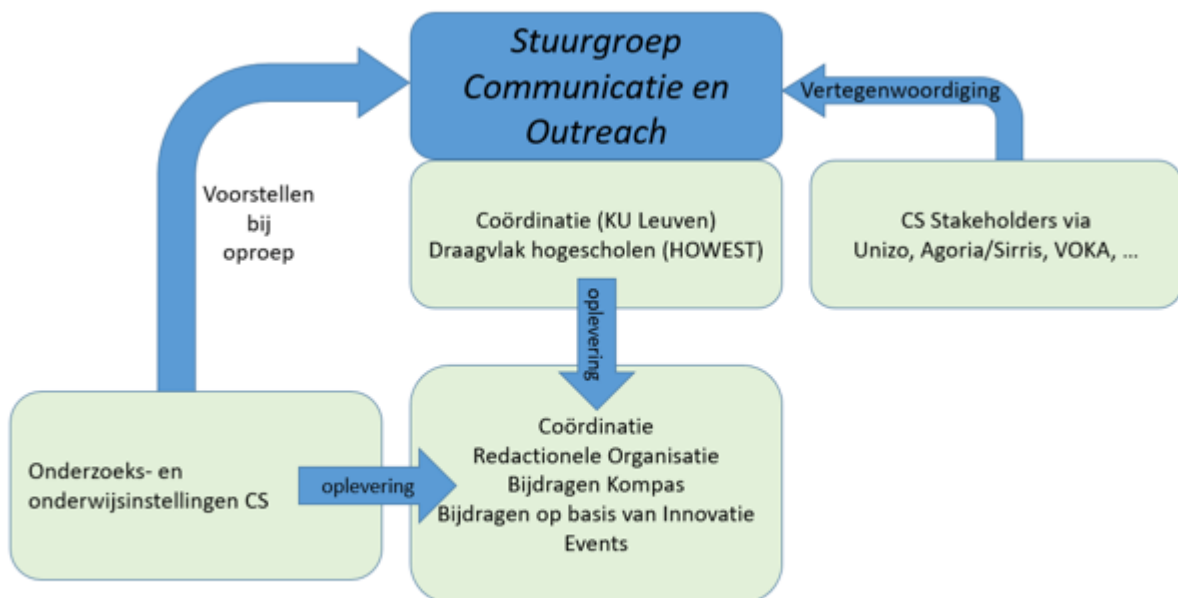 Stuurgroep
Communicatie en
Outreach
Vertegenwoordiging
Voorstellen
bij
oproep
Coördinatie (KU Leuven)
Draagvlak hogescholen (HOWEST)
CS Stakeholders via
Unizo, Agoria/Sirris, VOKA, ...
oplevering
Onderzoeks- en
onderwijsinstellingen CS
oplevering
Coördinatie
Redactionele Organisatie
Bijdragen Kompas
Bijdragen op basis van Innovatie
Events